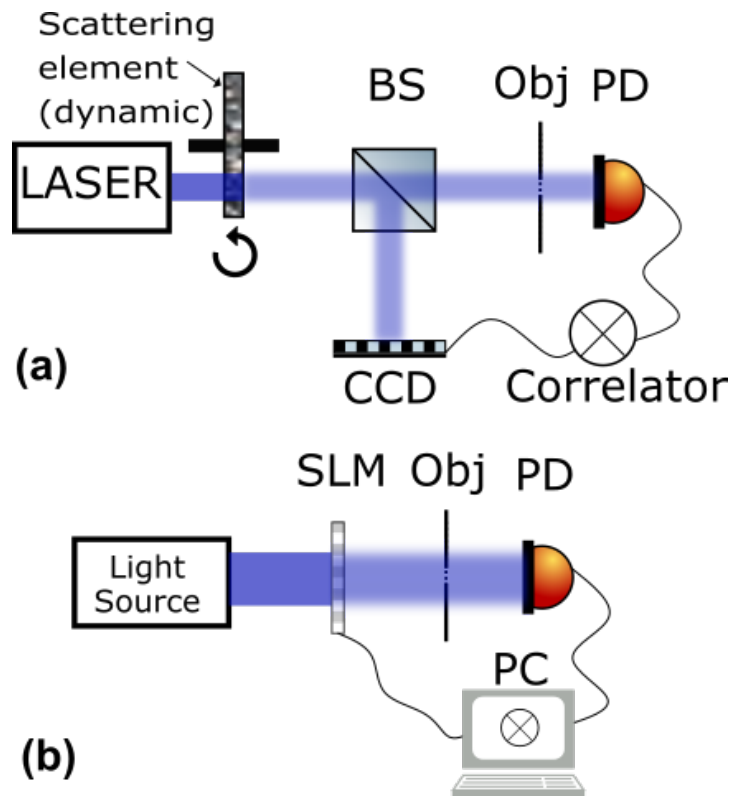 Scattering
element
(dynamic)
BS
Obj
PD
LASER
(a)
CCD
Correlator
SLM
Obj
PD
Light
Source
PC
(b)